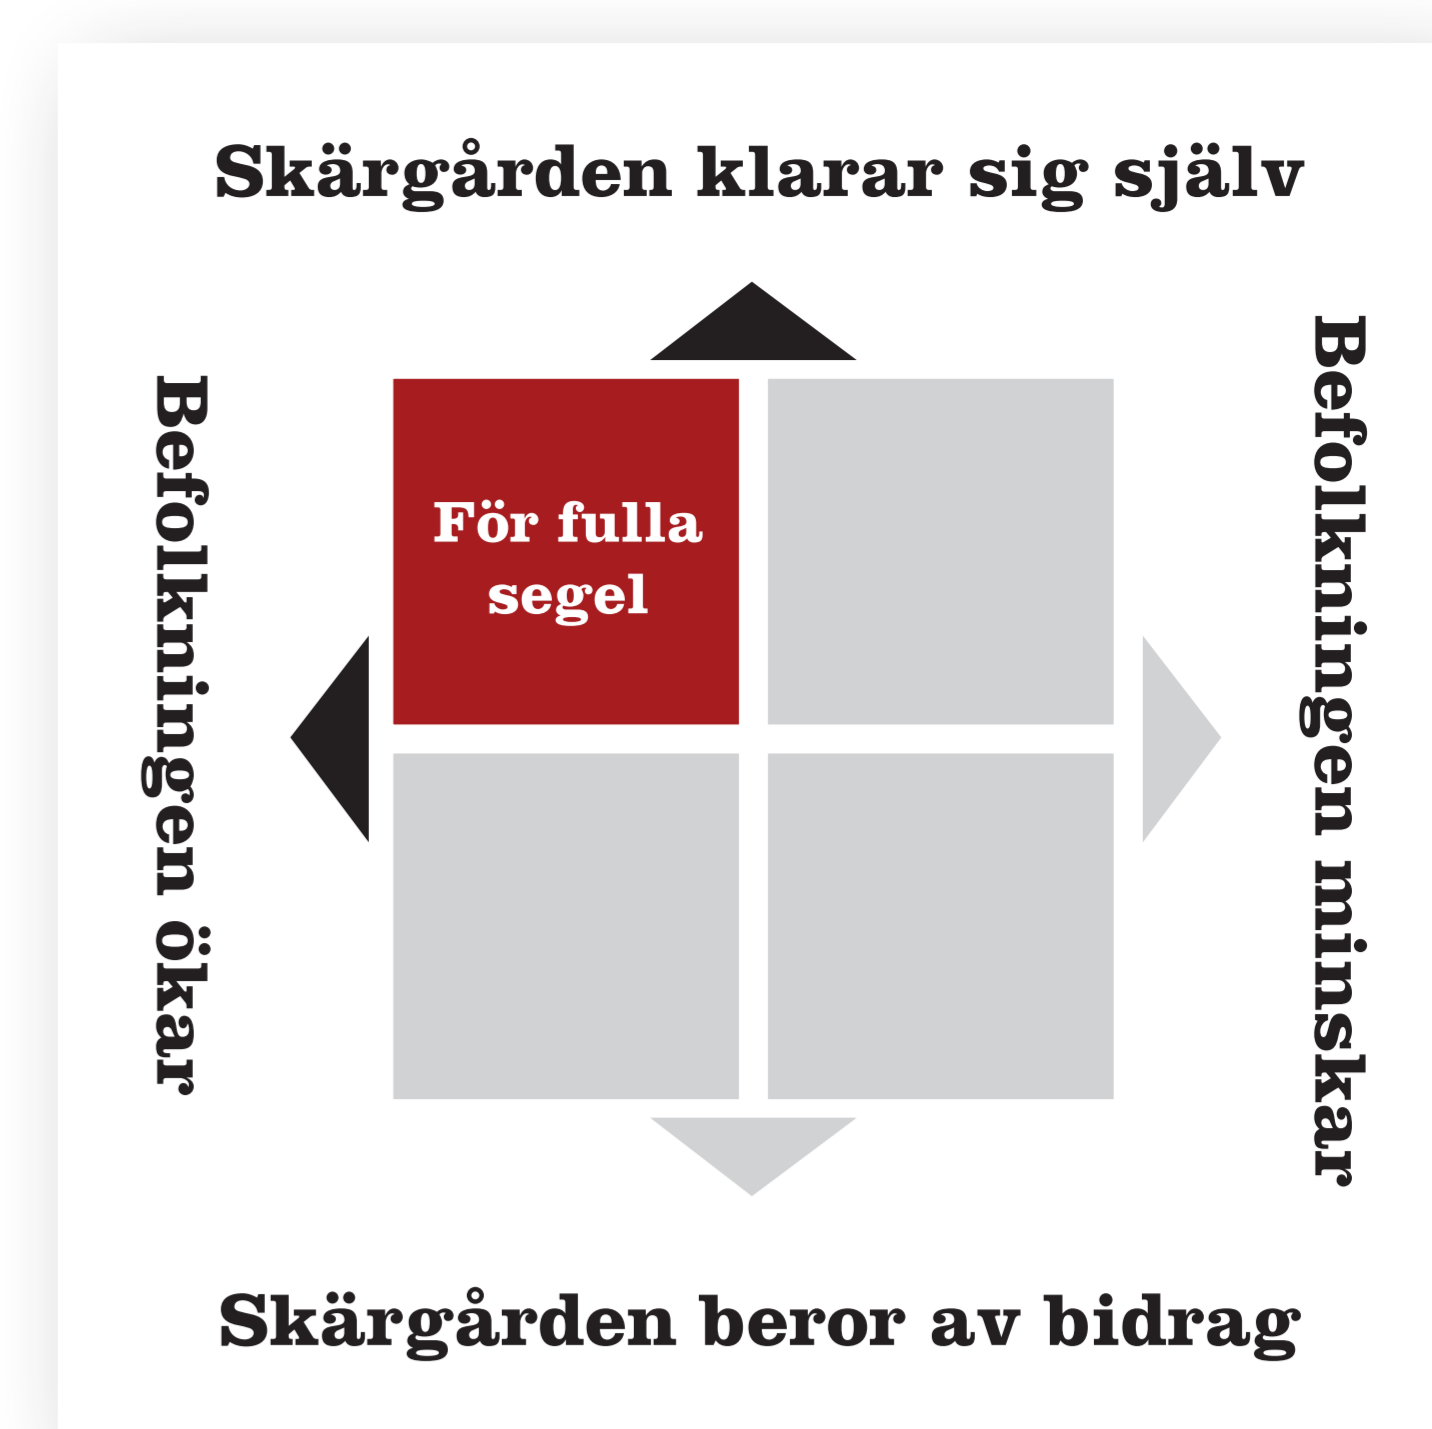 Skärgården klarar sig själv
Befolkningen ökar
För fulla
segel
Befolkningen minskar
Skärgården beror av bidrag